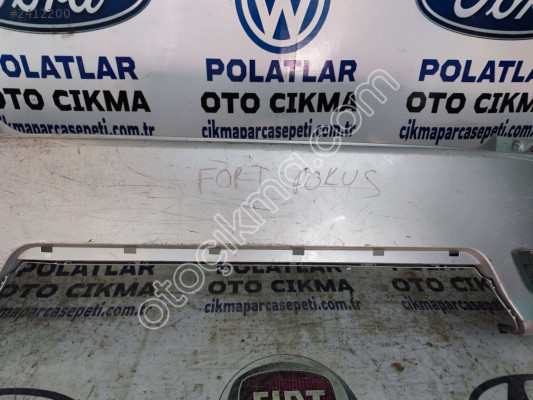 #2412200
Ford
Ford
POLATLAR POLATLAR POLATLAR
OTO CIKMA OTO CIKMA OTO CIKMA
cikmaparcasepeti.com.tr cikmaparcasepeti.com.tr cikmaparcasepeti.com.tr
FORT FOKUS
otocikma.com
POLATLAR POLATLAR POLATLAR
OTO CIKMA OTO CIKMA OTO CIKMA
cikmaparcasepeti.com.tr cikmaparcasepeti.com.tr cikmaparcasepeti.com.tr
FIAT